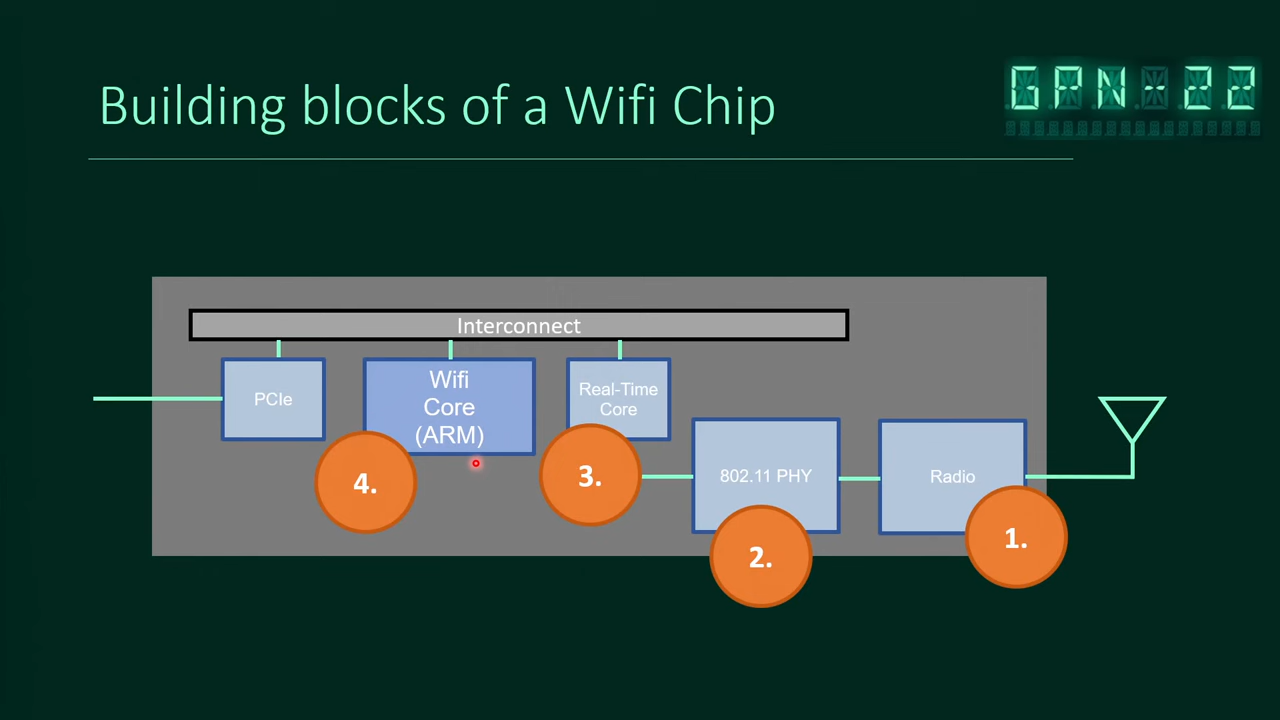 Building blocks of a Wifi Chip
GPN-22
Interconnect
PCIe
Wifi
Core
(ARM)
Real-Time
Core
802.11 PHY
Radio
4.
3.
2.
1.